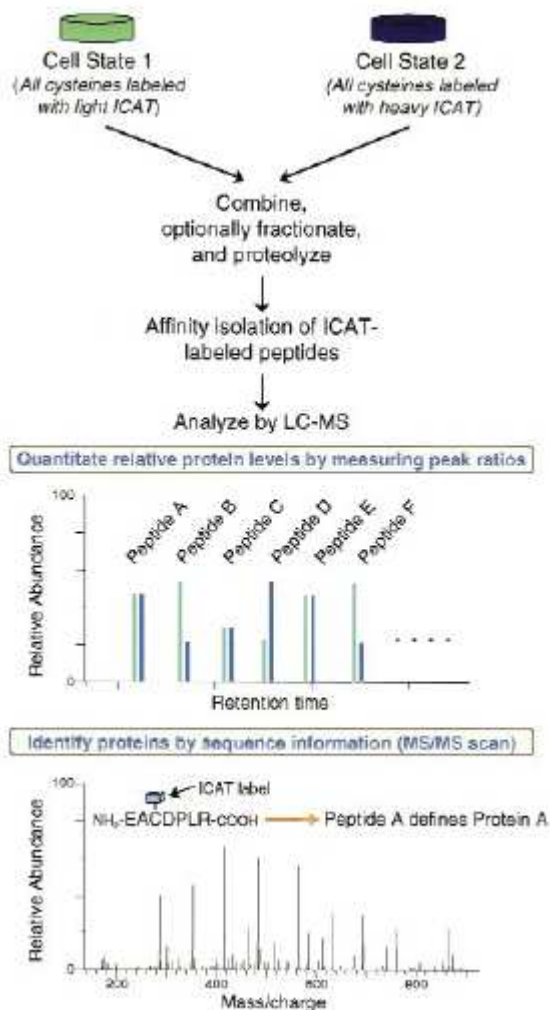 Cell State 1
(All cysteines labeled
with light ICAT)
Cell State 2
(All cysteines labeled
with heavy ICAT)
Combine,
optionally fractionate,
and proteolyze
Affinity isolation of ICAT-
labeled peptides
Analyze by LC-MS
Quantitate relative protein levels by measuring peak ratios
Relative Abundance
100
0
Peptide A
Peptide B
Peptide C
Peptide D
Peptide E
Peptide F
0
200
400
600
Retention time
Identify proteins by sequence information (MS/MS scan)
Relative Abundance
100
0
ICAT label
NH₂-EACDPLR-COOH
Peptide A defines Protein A
200
400
600
800
Mass/charge